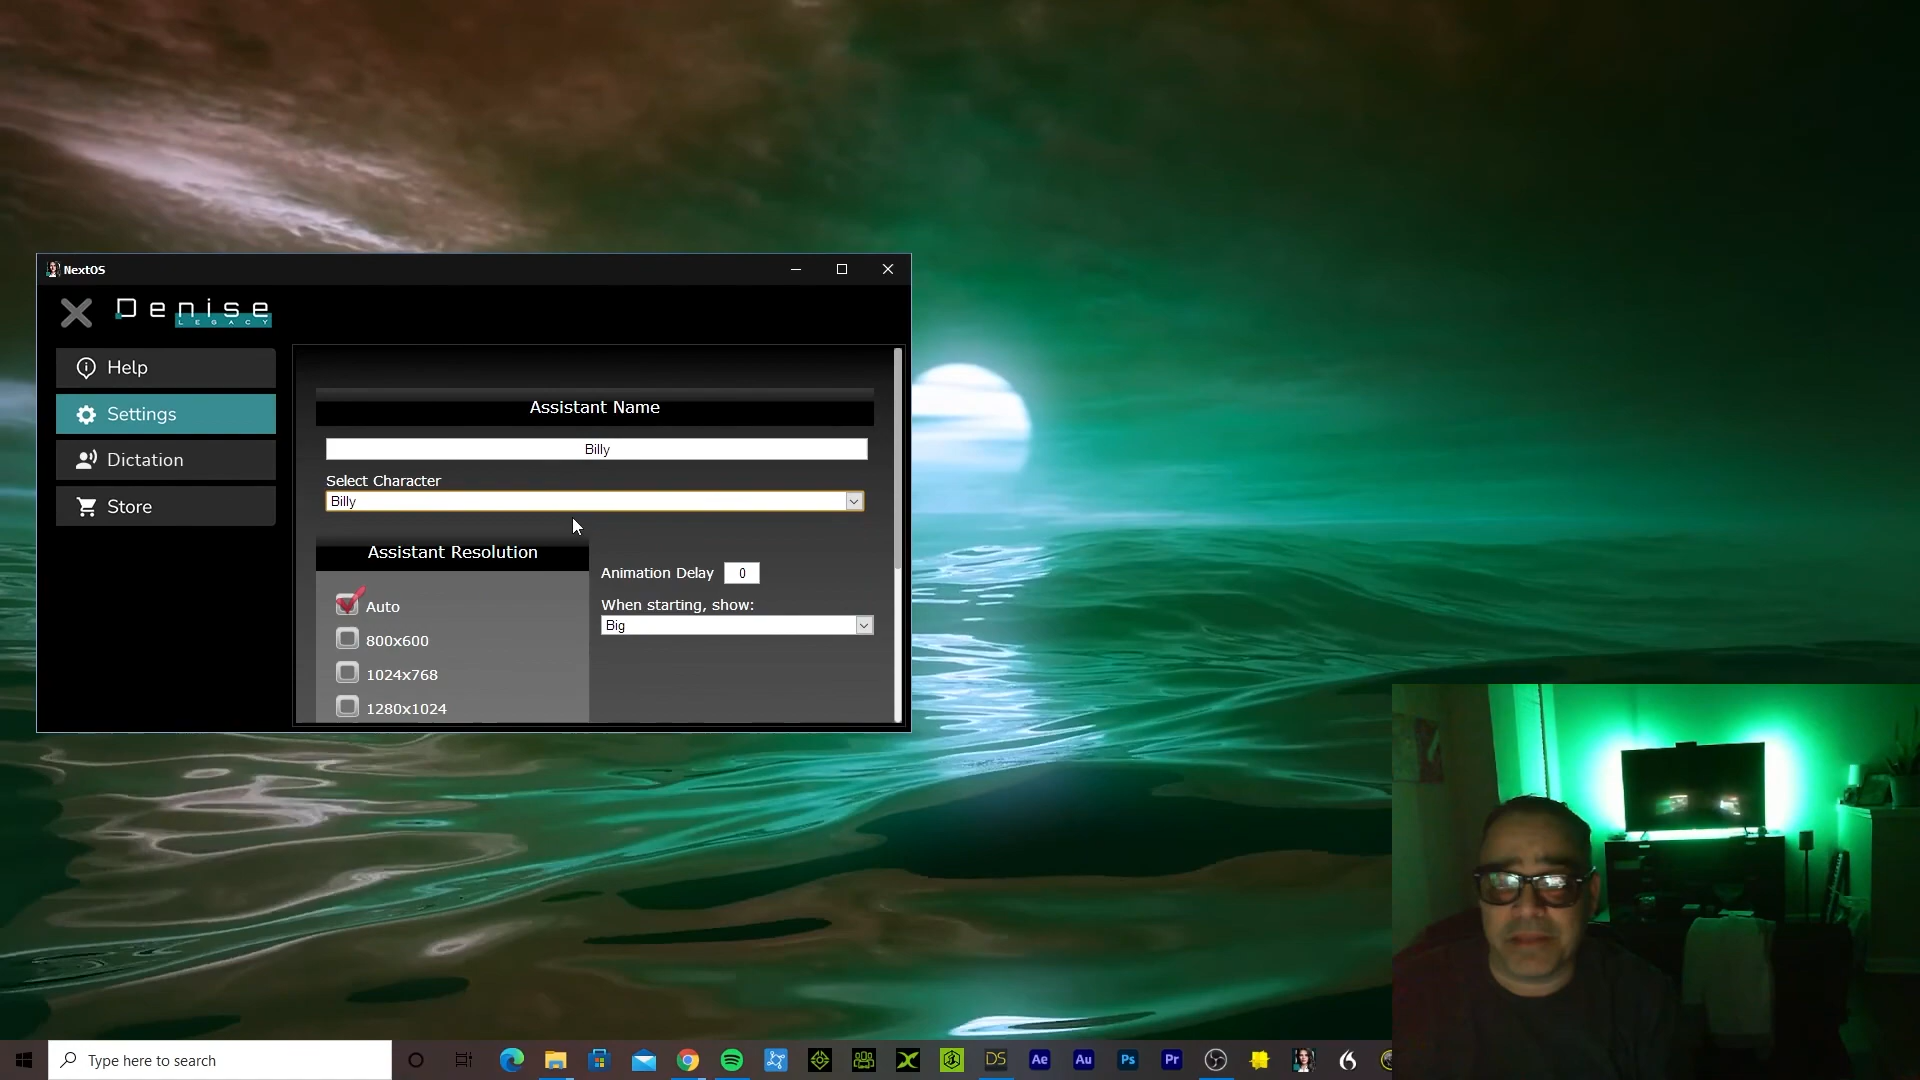 NextOS
Denise
LEGACY
Help
Settings
Dictation
Store
Assistant Name
Billy
Select Character
Billy
Assistant Resolution
Auto
800x600
1024x768
1280x1024
Animation Delay 0
When starting, show:
Big
Type here to search
DS
Ae
Au
Ps
Pr